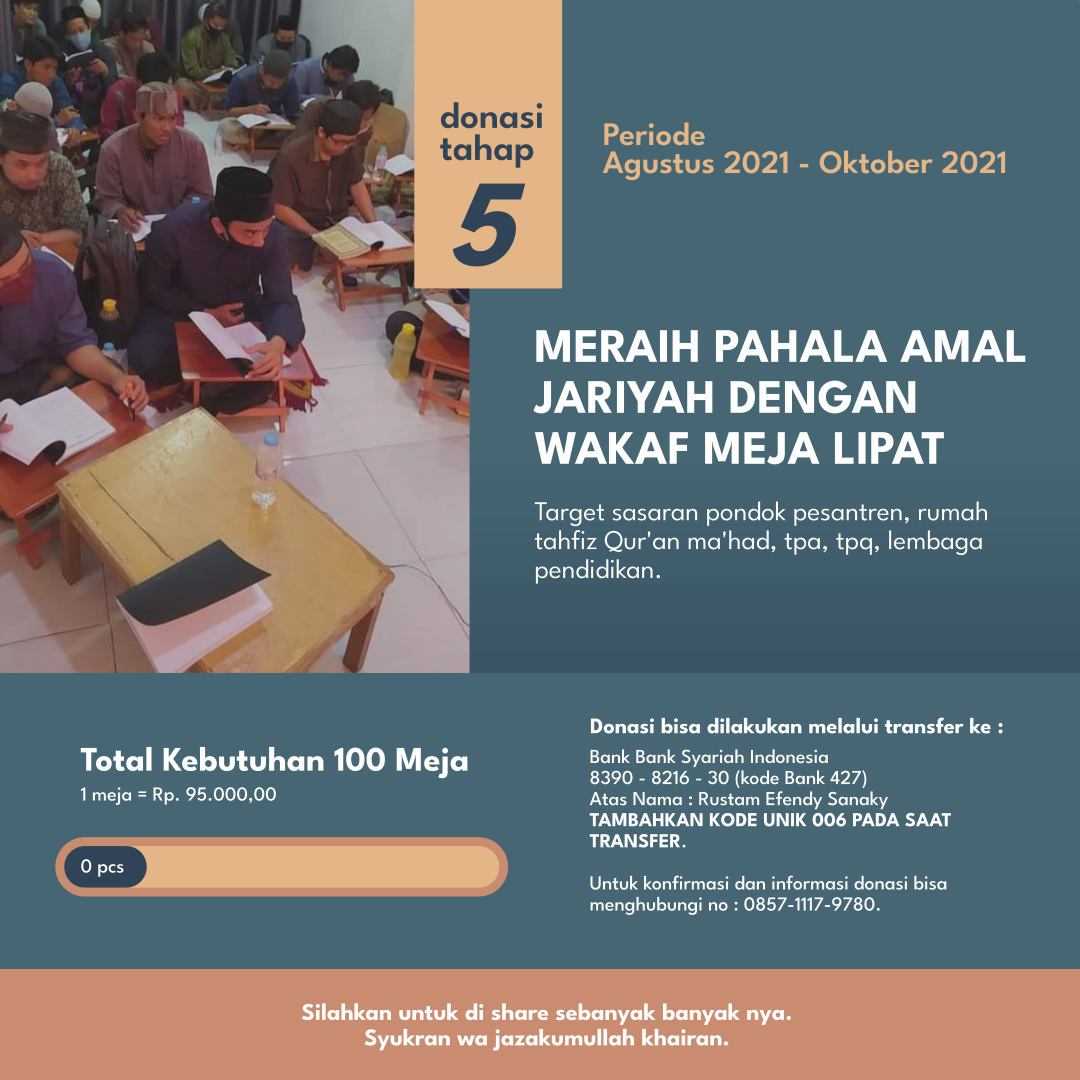 donasi
tahap
5
Periode
Agustus 2021 - Oktober 2021
MERAIH PAHALA AMAL
JARIYAH DENGAN
WAKAF MEJA LIPAT
Target sasaran pondok pesantren, rumah
tahfiz Qur'an ma'had, tpa, tpq, lembaga
pendidikan.
Total Kebutuhan 100 Meja
1 meja = Rp. 95.000,00
0 pcs
Donasi bisa dilakukan melalui transfer ke :
Bank Bank Syariah Indonesia
8390 - 8216 - 30 (kode Bank 427)
Atas Nama : Rustam Efendy Sanaky
TAMBAHKAN KODE UNIK 006 PADA SAAT
TRANSFER.
Untuk konfirmasi dan informasi donasi bisa
menghubungi no : 0857-1117-9780.
Silahkan untuk di share sebanyak banyak nya.
Syukran wa jazakumullah khairan.